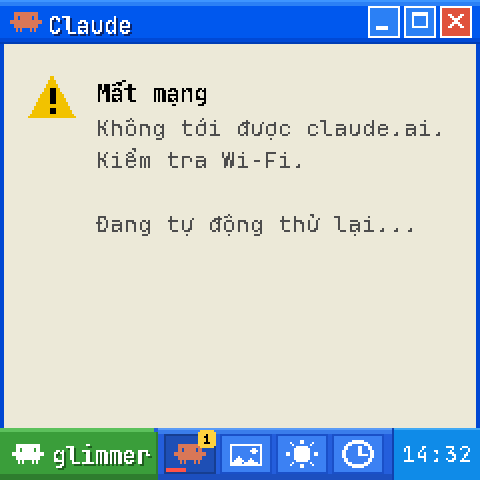 Claude
Mất mạng
Không tới được claude.ai.
Kiểm tra Wi-Fi.
Đang tự động thử lại...
glimmer
1
14:32